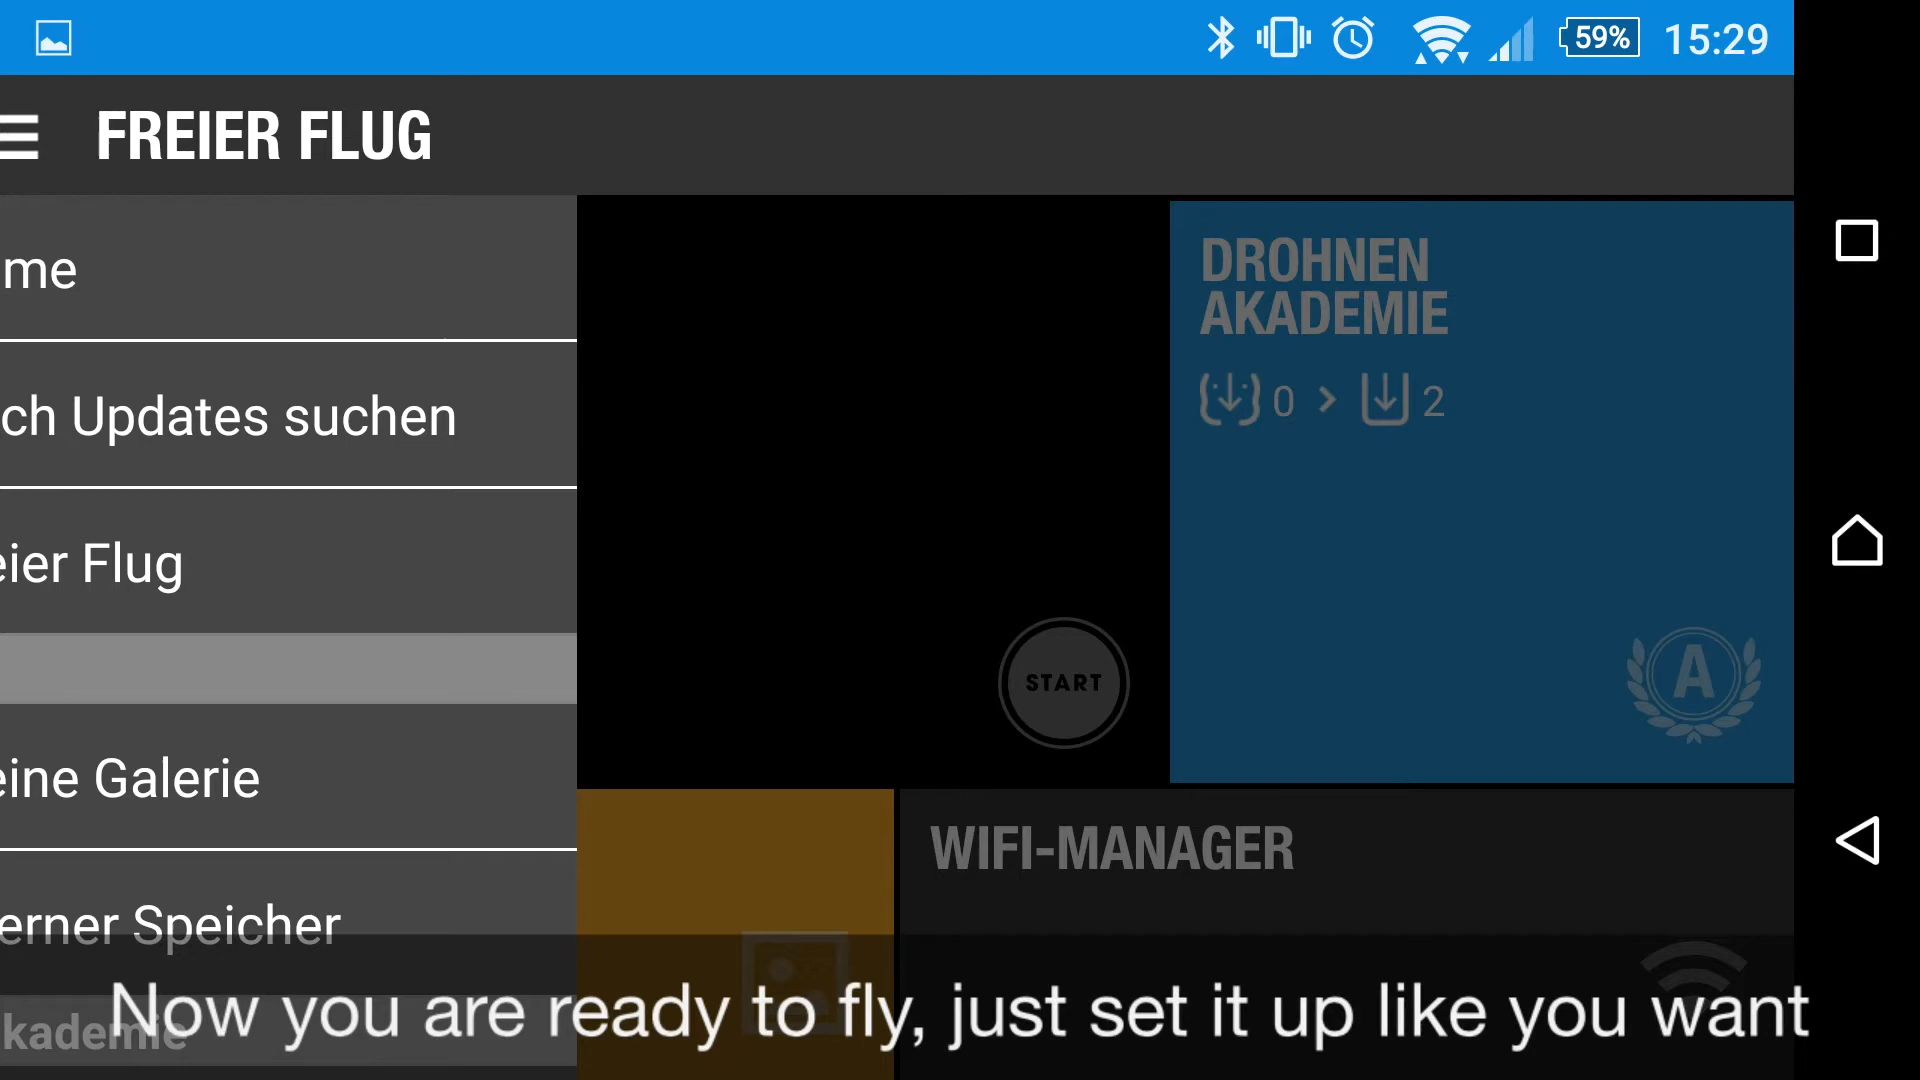 59% 15:29
FREIER FLUG
me
ch Updates suchen
eier Flug
eine Galerie
erner Speicher
kademie
DROHNEN
AKADEMIE
0 > 2
START
A
WIFI-MANAGER
Now you are ready to fly, just set it up like you want